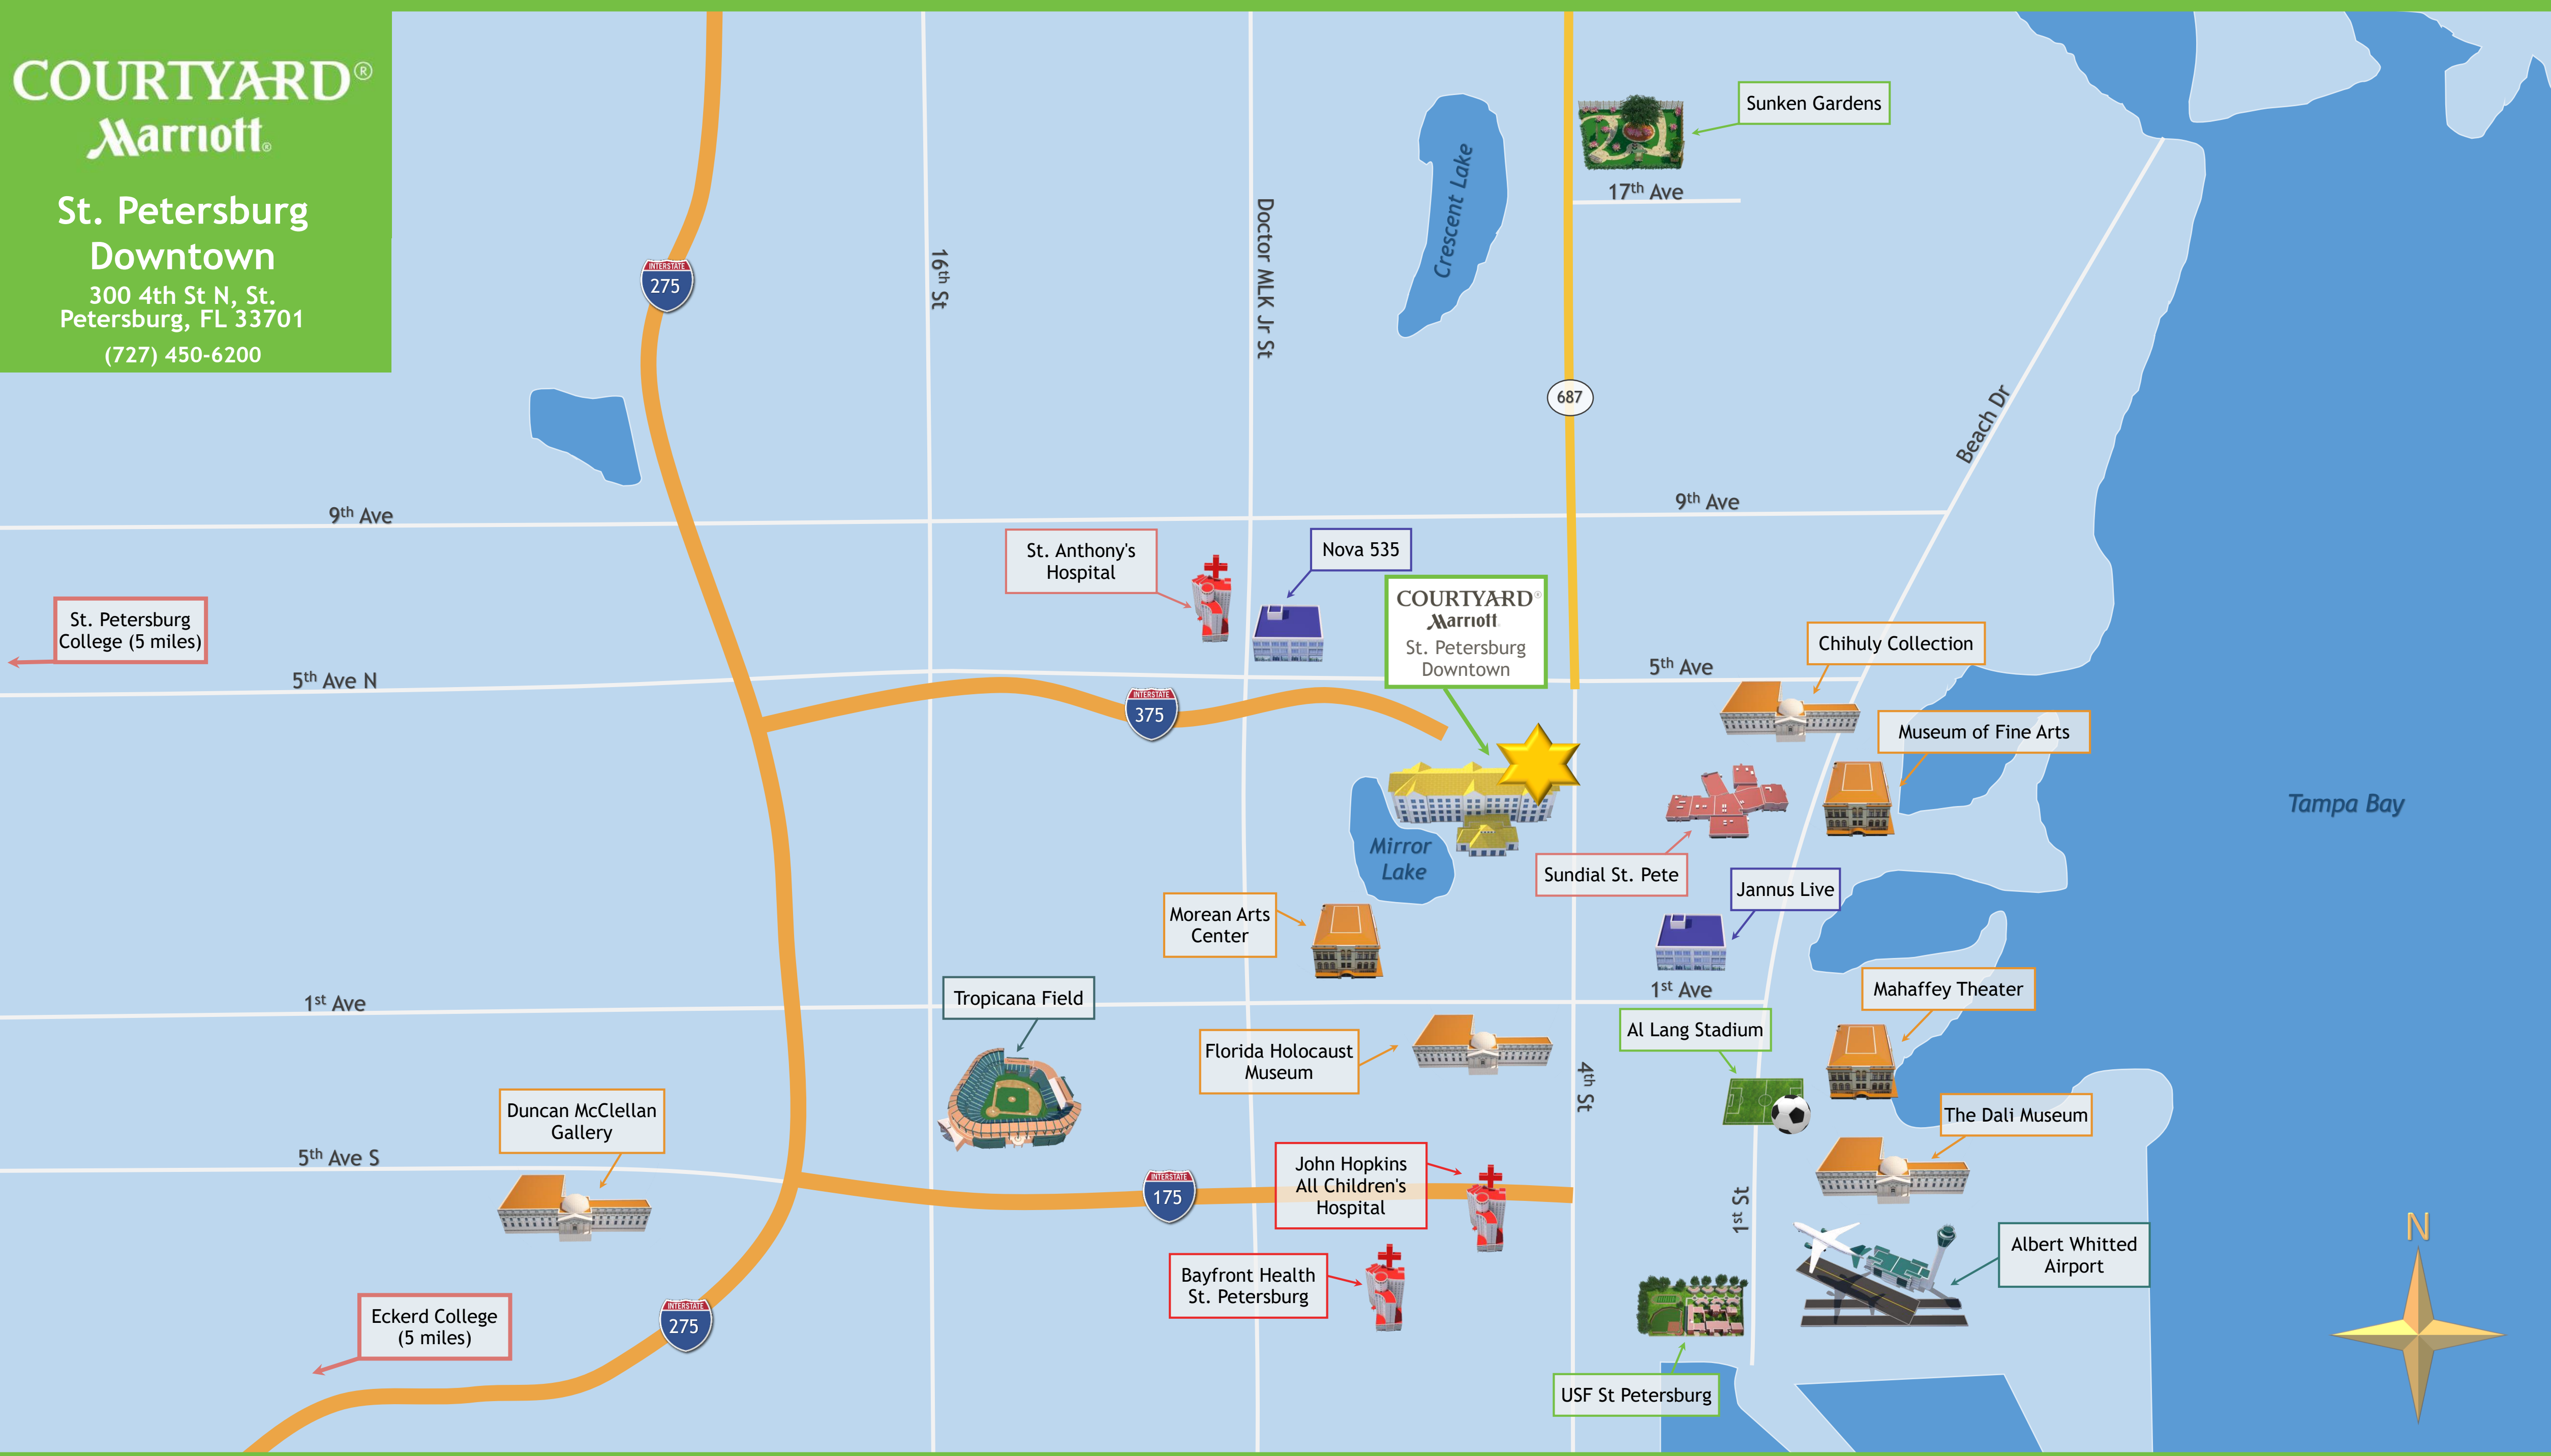 COURTYARD®
Marriott®
St. Petersburg
Downtown
300 4th St N, St.
Petersburg, FL 33701
(727) 450-6200
Sunken Gardens
17th Ave
Crescent Lake
Doctor MLK Jr St
16th St
INTERSTATE
275
687
Beach Dr
9th Ave
9th Ave
St. Anthony's
Hospital
Nova 535
COURTYARD®
Marriott
St. Petersburg
Downtown
St. Petersburg
College (5 miles)
5th Ave N
5th Ave
Chihuly Collection
INTERSTATE
375
Museum of Fine Arts
Tampa Bay
Mirror
Lake
Sundial St. Pete
Jannus Live
Morean Arts
Center
Tropicana Field
1st Ave
1st Ave
Mahaffey Theater
Al Lang Stadium
Florida Holocaust
Museum
4th St
Duncan McClellan
Gallery
The Dali Museum
5th Ave S
John Hopkins
All Children's
Hospital
INTERSTATE
175
1st St
Albert Whitted
Airport
N
Bayfront Health
St. Petersburg
Eckerd College
(5 miles)
INTERSTATE
275
USF St Petersburg